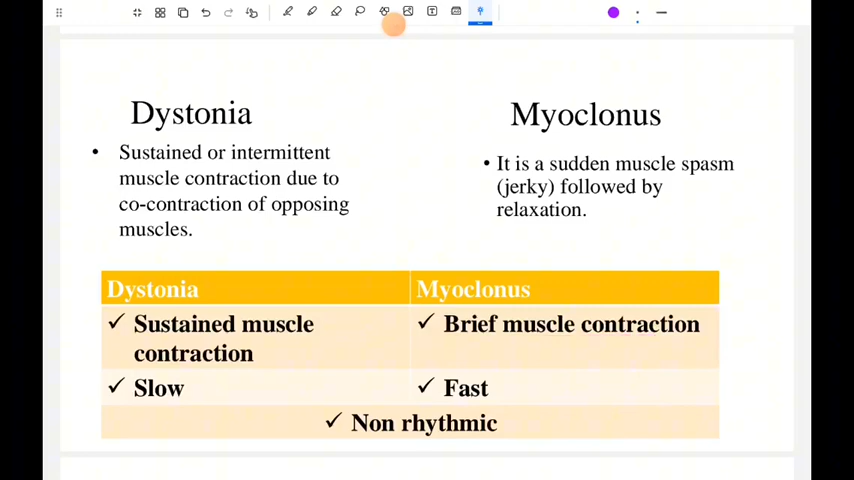 Dystonia
• Sustained or intermittent
muscle contraction due to
co-contraction of opposing
muscles.
Myoclonus
• It is a sudden muscle spasm
(jerky) followed by
relaxation.
Dystonia Myoclonus
✓ Sustained muscle
contraction
✓ Brief muscle contraction
✓ Slow ✓ Fast
✓ Non rhythmic